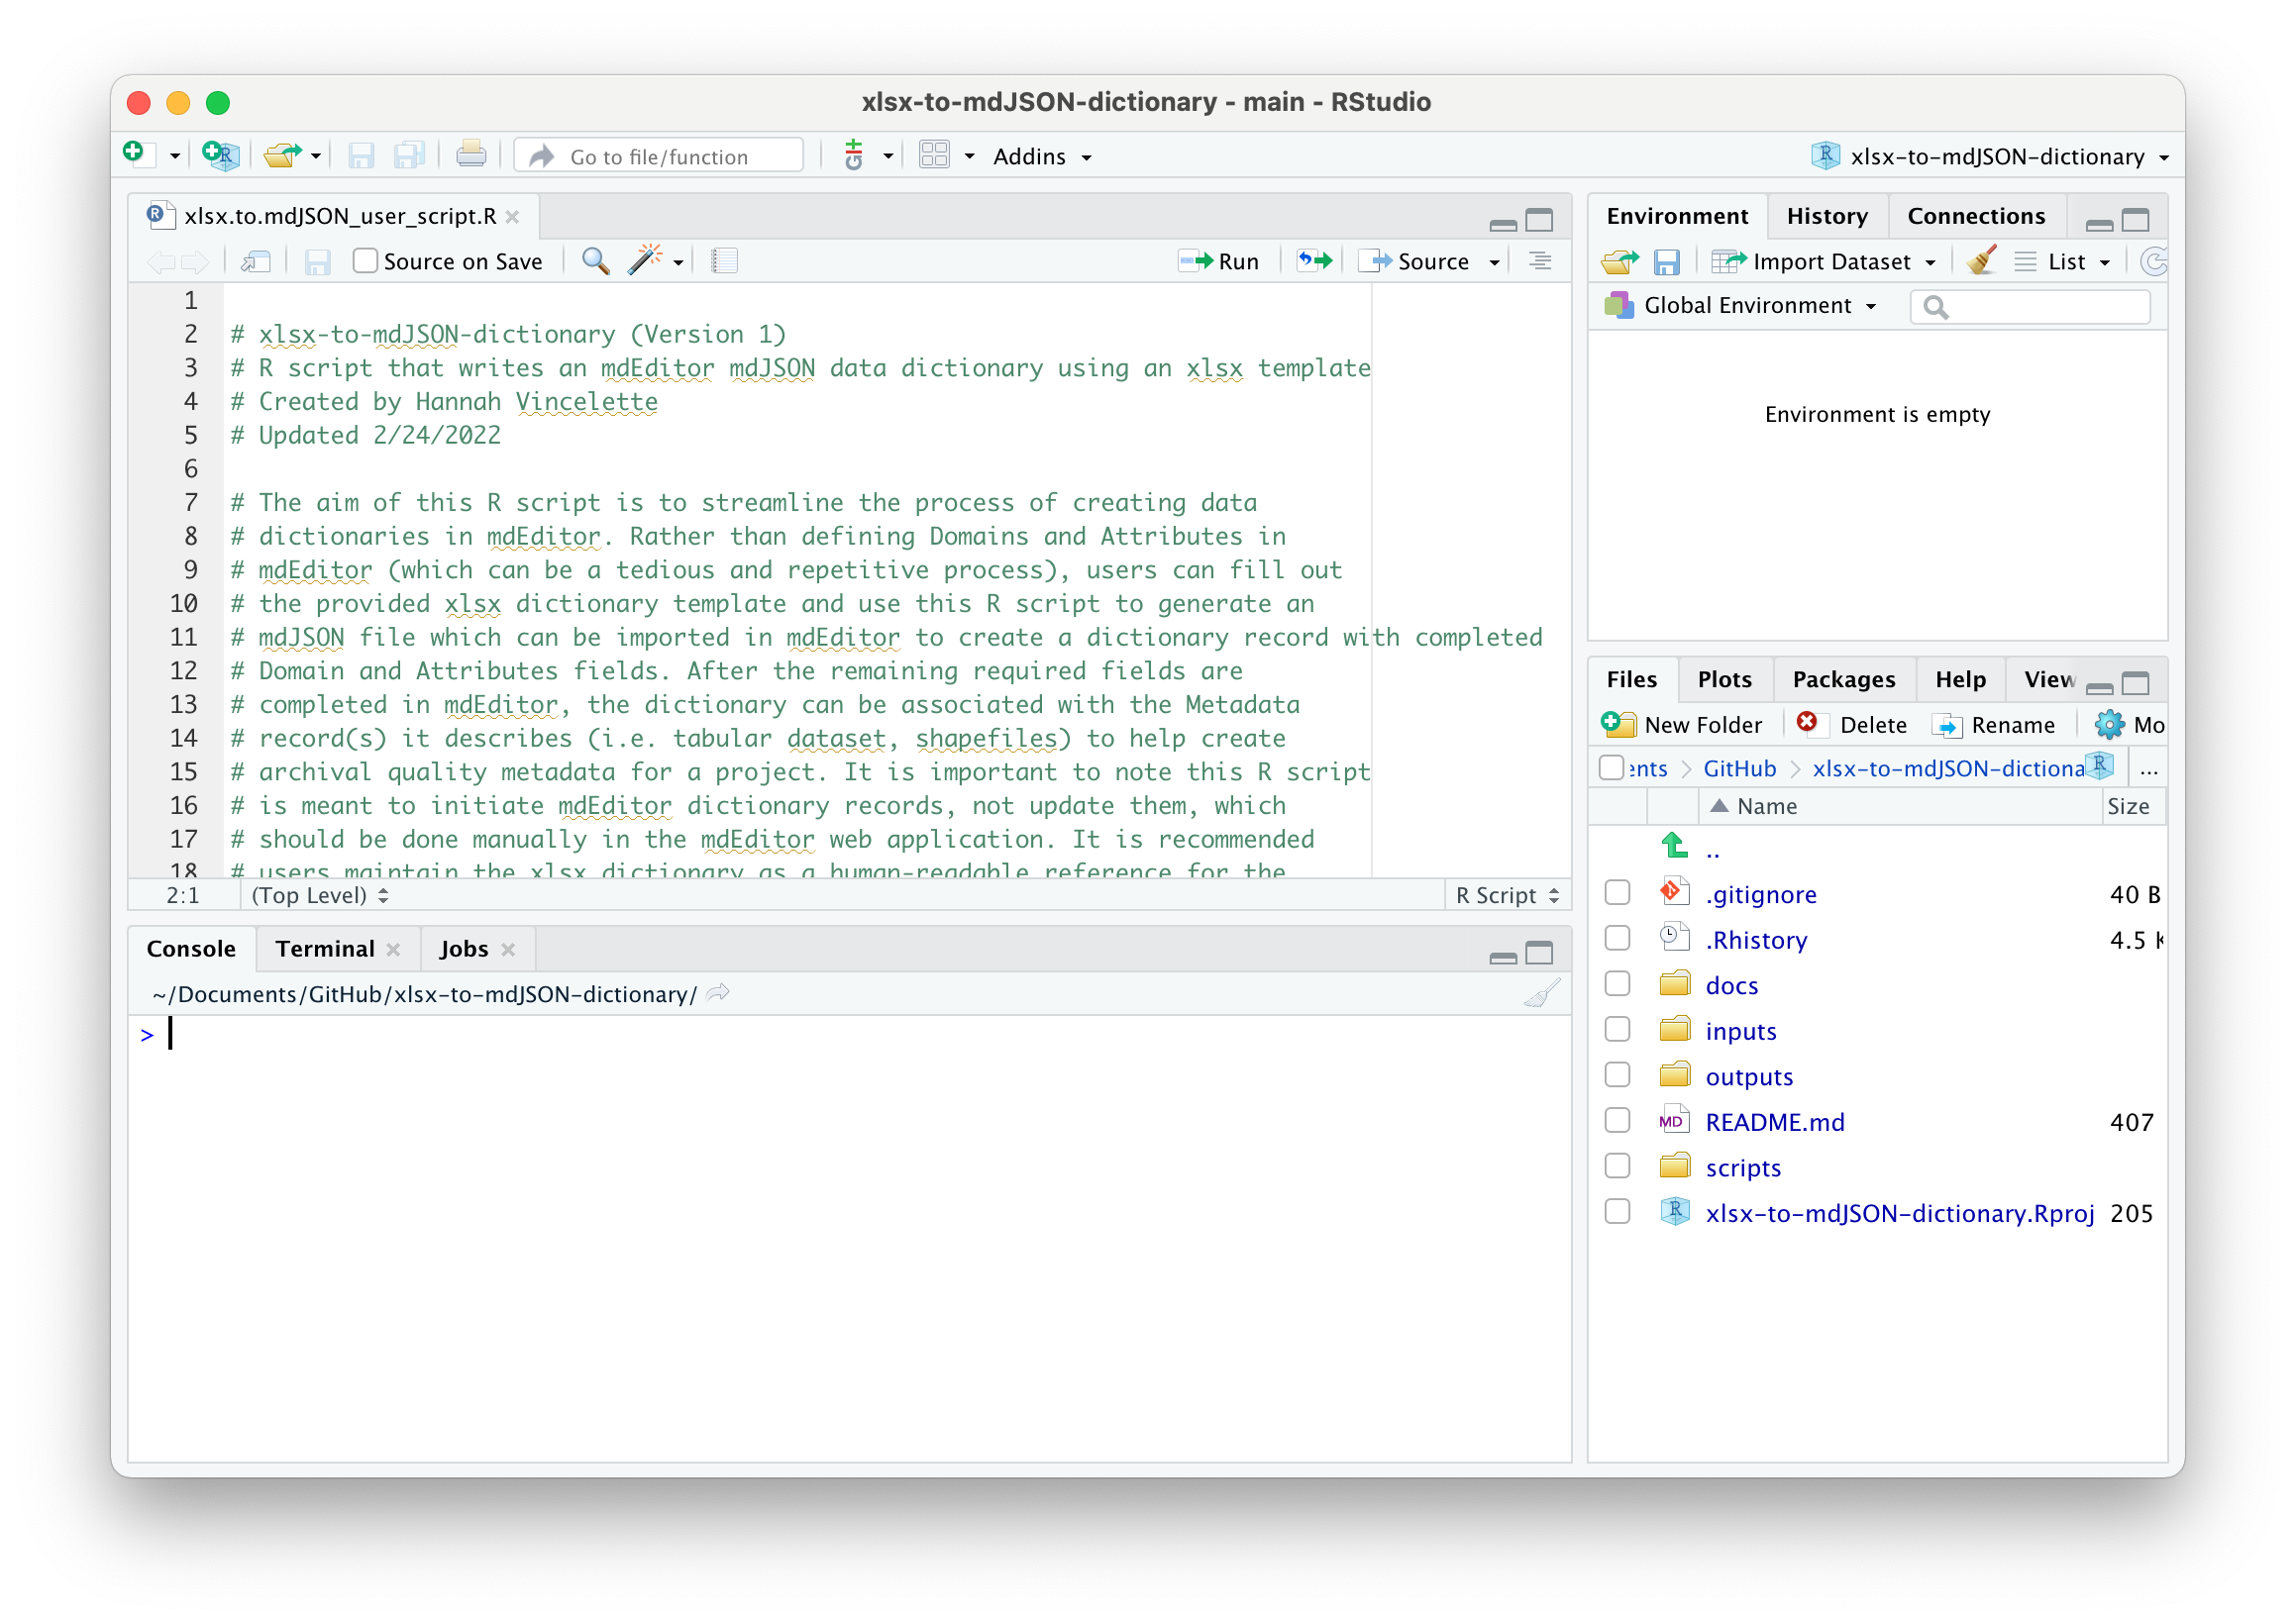 xlsx-to-mdJSON-dictionary - main - RStudio
Go to file/function
Addins
xlsx-to-mdJSON-dictionary
xlsx.to.mdJSON_user_script.R
Source on Save
Run
Source
1
2 # xlsx-to-mdJSON-dictionary (Version 1)
3 # R script that writes an mdEditor mdJSON data dictionary using an xlsx template
4 # Created by Hannah Vincelette
5 # Updated 2/24/2022
6
7 # The aim of this R script is to streamline the process of creating data
8 # dictionaries in mdEditor. Rather than defining Domains and Attributes in
9 # mdEditor (which can be a tedious and repetitive process), users can fill out
10 # the provided xlsx dictionary template and use this R script to generate an
11 # mdJSON file which can be imported in mdEditor to create a dictionary record with completed
12 # Domain and Attributes fields. After the remaining required fields are
13 # completed in mdEditor, the dictionary can be associated with the Metadata
14 # record(s) it describes (i.e. tabular dataset, shapefiles) to help create
15 # archival quality metadata for a project. It is important to note this R script
16 # is meant to initiate mdEditor dictionary records, not update them, which
17 # should be done manually in the mdEditor web application. It is recommended
18 # users maintain the xlsx dictionary as a human-readable reference for the
2:1 (Top Level) R Script
Console Terminal Jobs
~/Documents/GitHub/xlsx-to-mdJSON-dictionary/
>
Environment History Connections
Import Dataset List
Global Environment
Environment is empty
Files Plots Packages Help View
New Folder Delete Rename Mo
ents GitHub xlsx-to-mdJSON-dictiona R ...
Name Size
..
.gitignore 40 B
.Rhistory 4.5 K
docs
inputs
outputs
MD README.md 407
scripts
xlsx-to-mdJSON-dictionary.Rproj 205